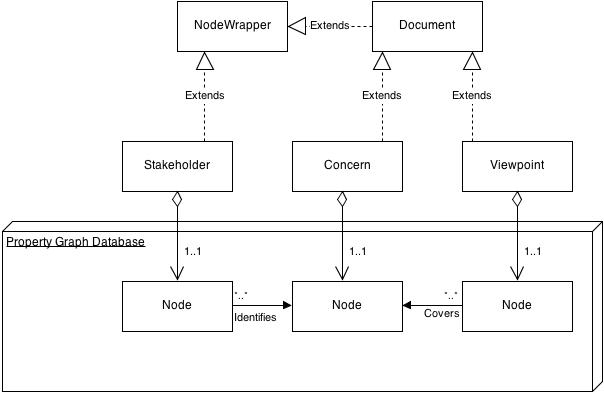 NodeWrapper
Extends
Document
Extends
Extends
Extends
Stakeholder
Concern
Viewpoint
Property Graph Database
1..1
1..1
1..1
Node
*..*
Identifies
Node
*..*
Covers
Node